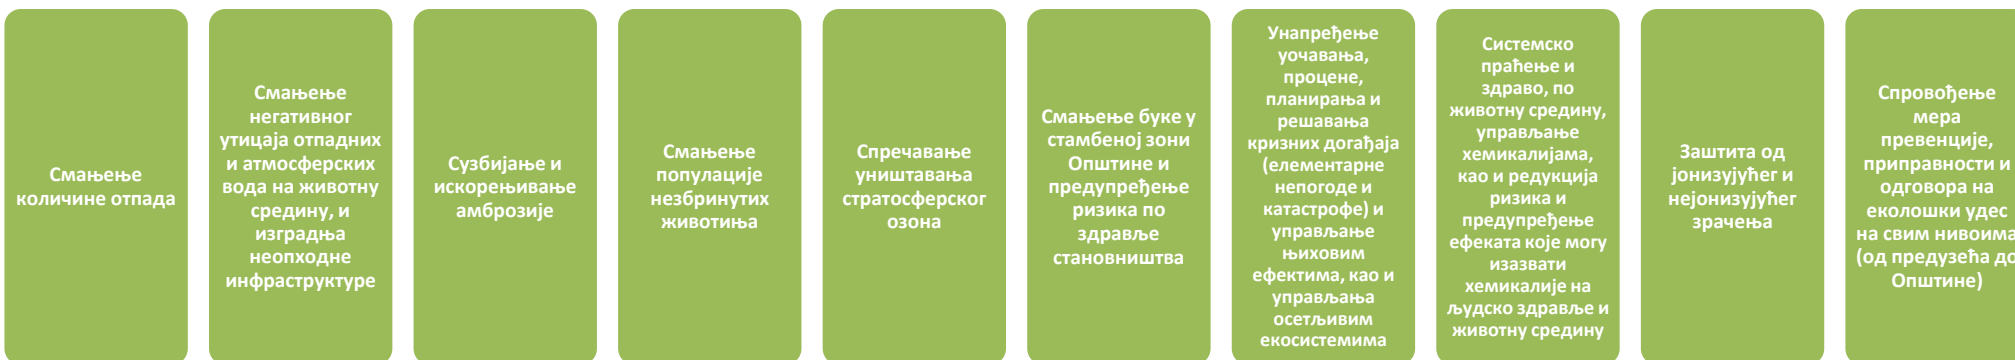 Смањење
количине отпада
Смањење
негативног
утицаја отпадних
и атмосферских
вода на животну
средину, и
изградња
неопходне
инфраструктуре
Сузбијање и
искорењивање
амброзије
Смањење
популације
незбринутих
животиња
Спречавање
уништавања
стратосферског
озона
Смањење буке у
стамбеној зони
Општине и
предупређење
ризика по
здравље
становништва
Унапређење
уочавања,
процене,
планирања и
решавања
кризних догађаја
(елементарне
непогоде и
катастрофе) и
управљање
њиховим
ефектима, као и
управљања
осетљивим
екосистемима
Системско
праћење и
здраво, по
животну средину,
управљање
хемикалијама,
као и редукција
ризика и
предупређење
ефеката које могу
изазвати
хемикалије на
људско здравље и
животну средину
Заштита од
јонизујућег и
нејонизујућег
зрачења
Спровођење
мера
превенције,
приправности и
одговора на
еколошки удес
на свим нивоима
(од предузећа до
Општине)